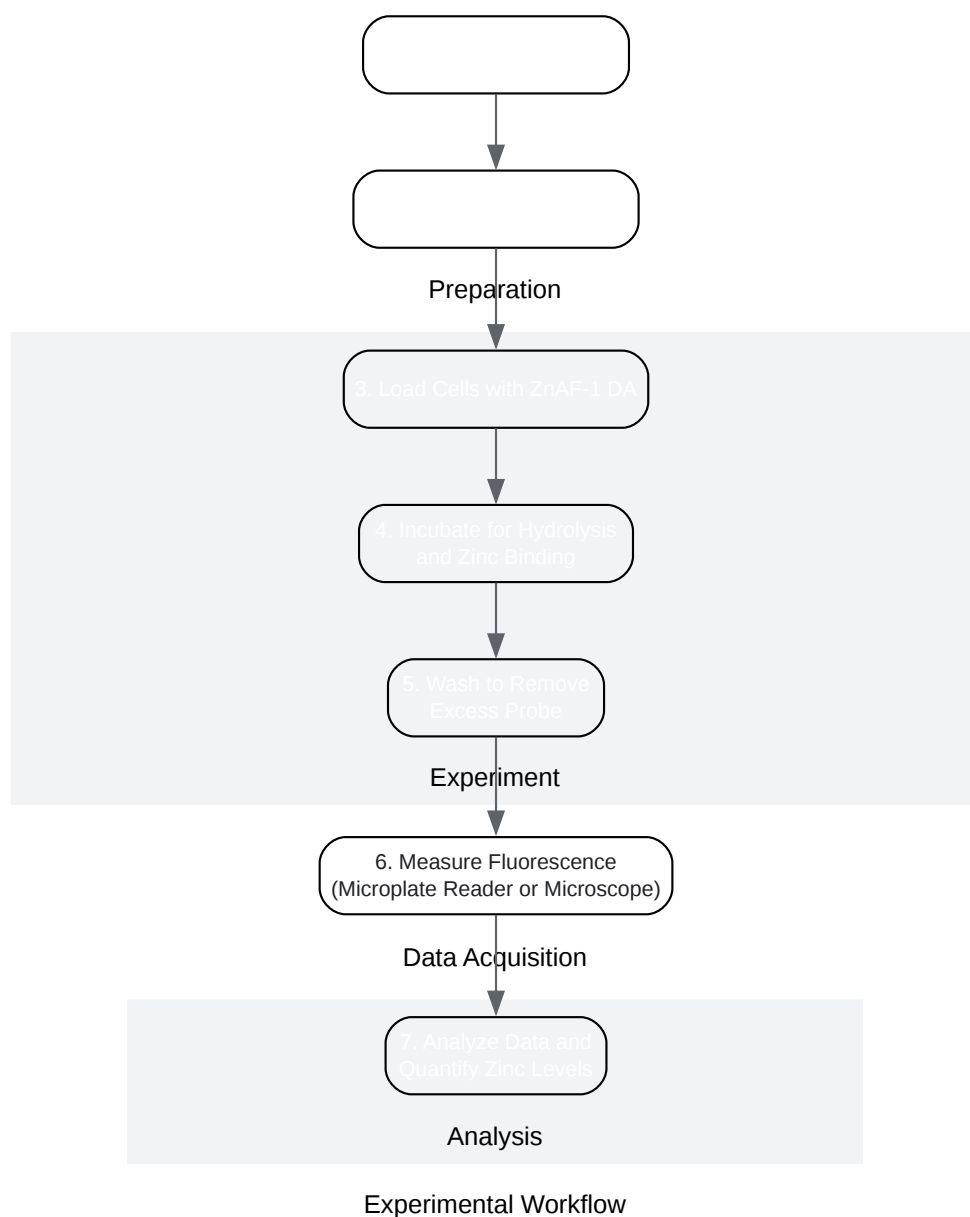 Preparation
3. Load Cells with ZnAF-1 DA
4. Incubate for Hydrolysis
and Zinc Binding
5. Wash to Remove
Excess Probe
Experiment
6. Measure Fluorescence
(Microplate Reader or Microscope)
Data Acquisition
7. Analyze Data and
Quantify Zinc Levels
Analysis
Experimental Workflow